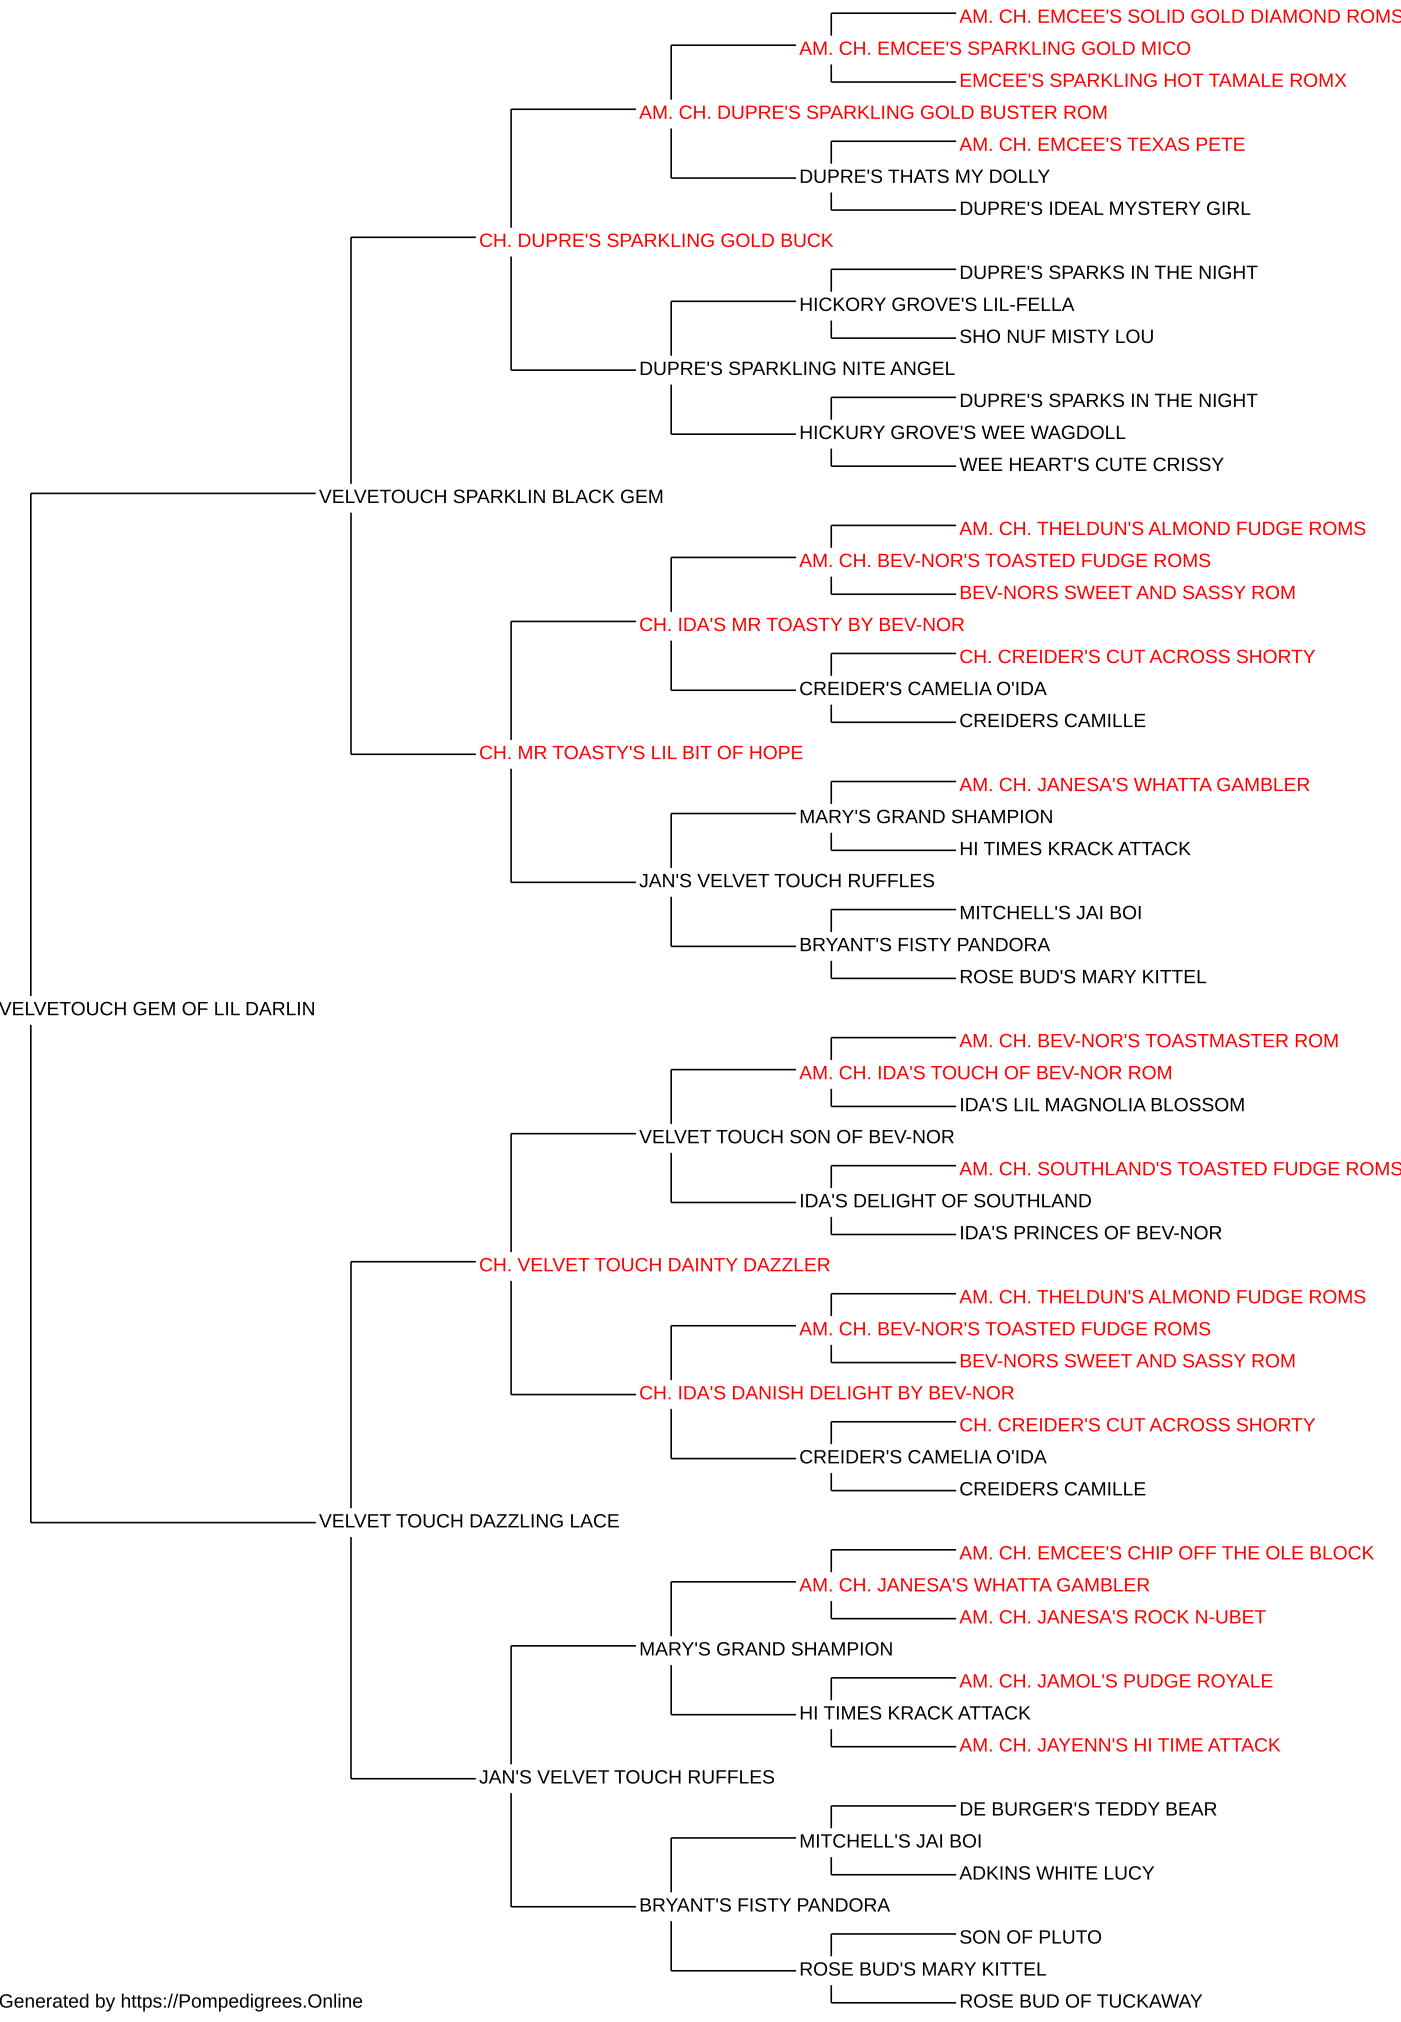 AM. CH. EMCEE'S SOLID GOLD DIAMOND ROMS
AM. CH. EMCEE'S SPARKLING GOLD MICO
EMCEE'S SPARKLING HOT TAMALE ROMX
AM. CH. DUPRE'S SPARKLING GOLD BUSTER ROM
AM. CH. EMCEE'S TEXAS PETE
DUPRE'S THATS MY DOLLY
DUPRE'S IDEAL MYSTERY GIRL
CH. DUPRE'S SPARKLING GOLD BUCK
DUPRE'S SPARKS IN THE NIGHT
HICKORY GROVE'S LIL-FELLA
SHO NUF MISTY LOU
DUPRE'S SPARKLING NITE ANGEL
DUPRE'S SPARKS IN THE NIGHT
HICKURY GROVE'S WEE WAGDOLL
WEE HEART'S CUTE CRISSY
VELVETOUCH SPARKLIN BLACK GEM
AM. CH. THELDUN'S ALMOND FUDGE ROMS
AM. CH. BEV-NOR'S TOASTED FUDGE ROMS
BEV-NORS SWEET AND SASSY ROM
CH. IDA'S MR TOASTY BY BEV-NOR
CH. CREIDER'S CUT ACROSS SHORTY
CREIDER'S CAMELIA O'IDA
CREIDERS CAMILLE
CH. MR TOASTY'S LIL BIT OF HOPE
AM. CH. JANESA'S WHATTA GAMBLER
MARY'S GRAND SHAMPION
HI TIMES KRACK ATTACK
JAN'S VELVET TOUCH RUFFLES
MITCHELL'S JAI BOI
BRYANT'S FISTY PANDORA
ROSE BUD'S MARY KITTEL
VELVETOUCH GEM OF LIL DARLIN
AM. CH. BEV-NOR'S TOASTMASTER ROM
AM. CH. IDA'S TOUCH OF BEV-NOR ROM
IDA'S LIL MAGNOLIA BLOSSOM
VELVET TOUCH SON OF BEV-NOR
AM. CH. SOUTHLAND'S TOASTED FUDGE ROMS
IDA'S DELIGHT OF SOUTHLAND
IDA'S PRINCES OF BEV-NOR
CH. VELVET TOUCH DAINTY DAZZLER
AM. CH. THELDUN'S ALMOND FUDGE ROMS
AM. CH. BEV-NOR'S TOASTED FUDGE ROMS
BEV-NORS SWEET AND SASSY ROM
CH. IDA'S DANISH DELIGHT BY BEV-NOR
CH. CREIDER'S CUT ACROSS SHORTY
CREIDER'S CAMELIA O'IDA
CREIDERS CAMILLE
VELVET TOUCH DAZZLING LACE
AM. CH. EMCEE'S CHIP OFF THE OLE BLOCK
AM. CH. JANESA'S WHATTA GAMBLER
AM. CH. JANESA'S ROCK N-UBET
MARY'S GRAND SHAMPION
AM. CH. JAMOL'S PUDGE ROYALE
HI TIMES KRACK ATTACK
AM. CH. JAYENN'S HI TIME ATTACK
JAN'S VELVET TOUCH RUFFLES
DE BURGER'S TEDDY BEAR
MITCHELL'S JAI BOI
ADKINS WHITE LUCY
BRYANT'S FISTY PANDORA
SON OF PLUTO
ROSE BUD'S MARY KITTEL
ROSE BUD OF TUCKAWAY
Generated by https://Pompedigrees.Online